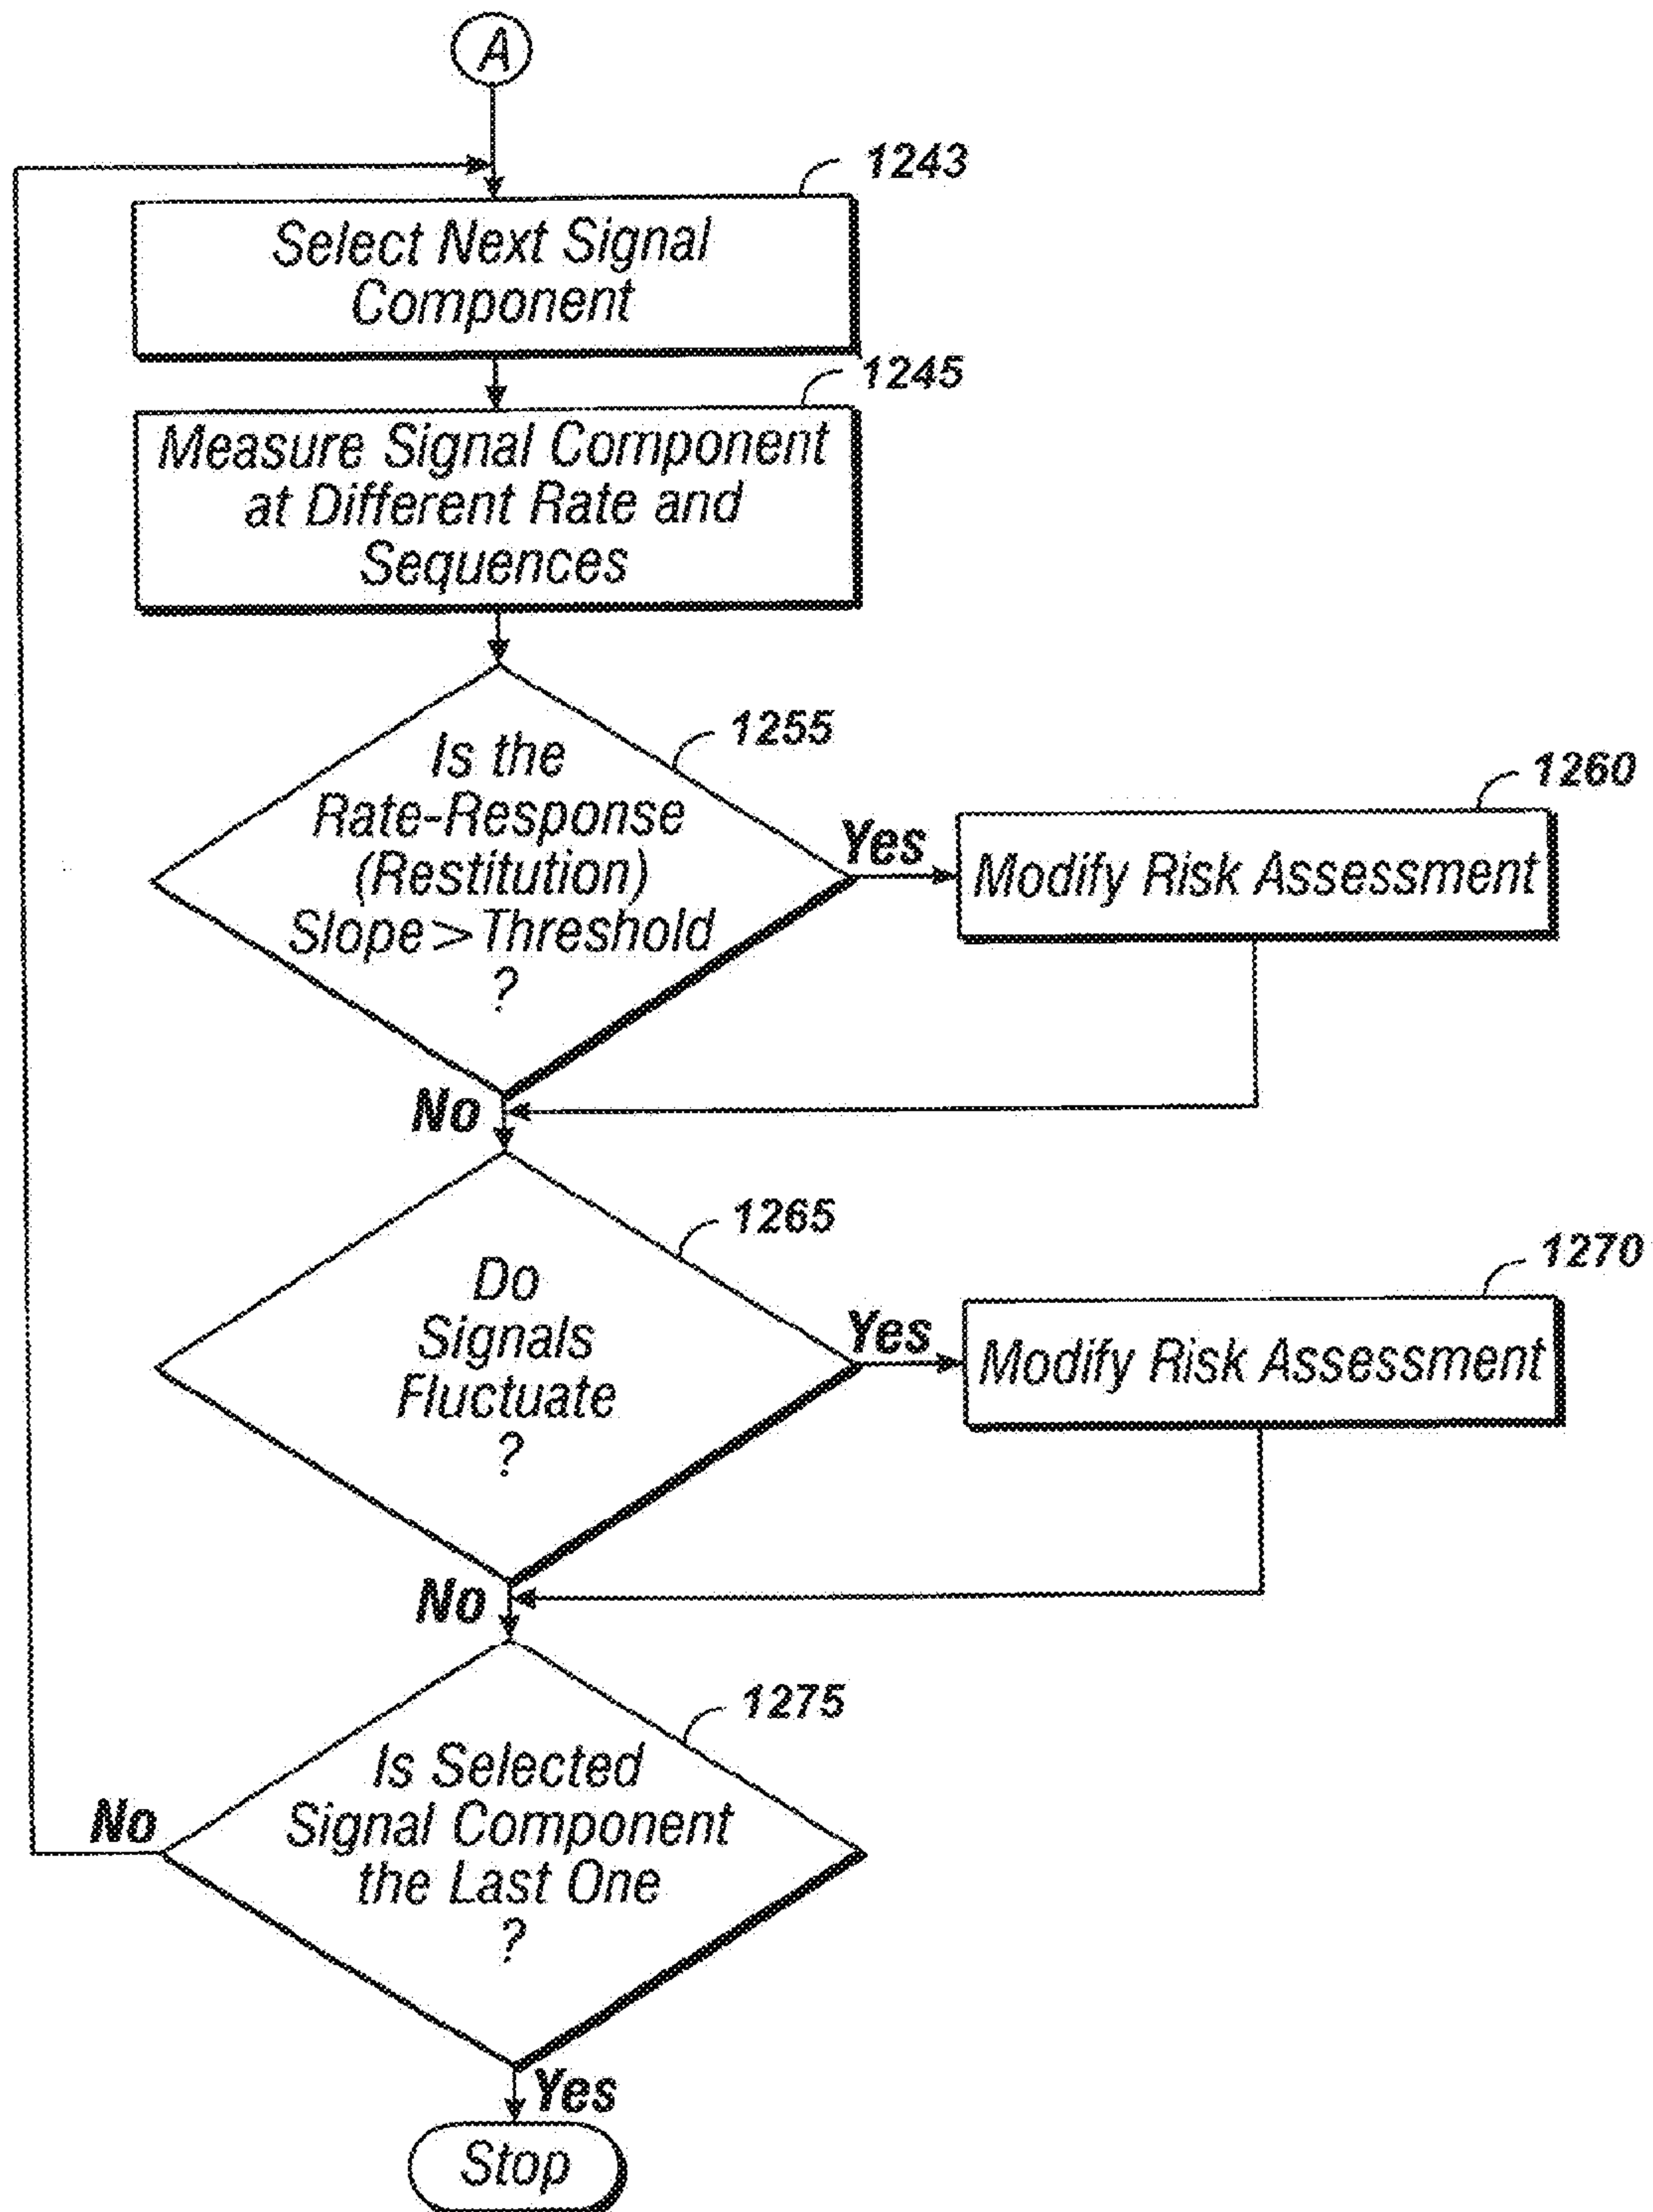 A
1243
Select Next Signal
Component
1245
Measure Signal Component
at Different Rate and
Sequences
1255
Is the
Rate-Response
(Restitution)
Slope > Threshold
?
Yes
1260
Modify Risk Assessment
No
1265
Do
Signals
Fluctuate
?
Yes
1270
Modify Risk Assessment
No
1275
Is Selected
Signal Component
the Last One
?
No
Yes
Stop